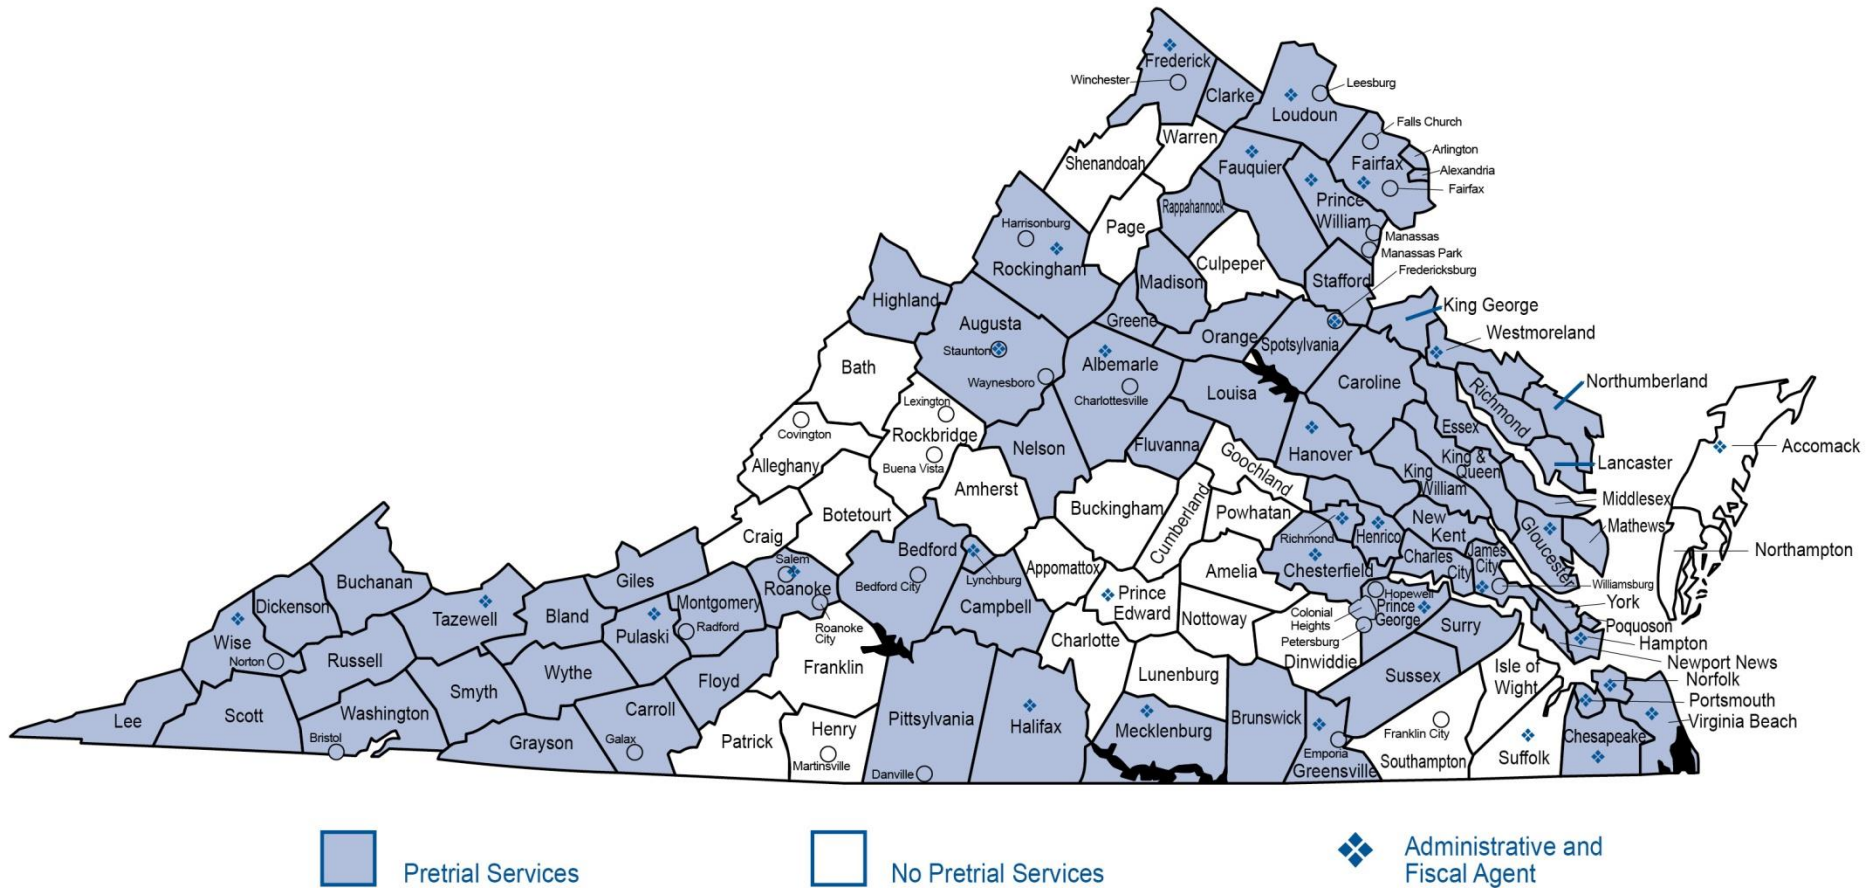 Frederick
Winchester
Clarke
Leesburg
Loudoun
Falls Church
Warren
Arlington
Shenandoah
Fairfax
Fauquier
Alexandria
Fairfax
Prince
William
Rappahannock
Harrisonburg
Page
Manassas
Manassas Park
Culpeper
Rockingham
Fredericksburg
Madison
Stafford
Highland
King George
Greene
Augusta
Orange
Westmoreland
Spotsylvania
Staunton
Albemarle
Bath
Waynesboro
Caroline
Northumberland
Louisa
Richmond
Charlottesville
Lexington
Essex
Covington
Rockbridge
Nelson
Fluvanna
Hanover
Accomack
Goochland
King &
Queen
Lancaster
Alleghany
Buena Vista
King
William
Amherst
Middlesex
Buckingham
Cumberland
Powhatan
Botetourt
New
Kent
Mathews
Craig
Richmond
Henrico
Gloucester
Bedford
James
City
Northampton
Salem
Charles
City
Appomattox
Amelia
Chesterfield
Giles
Buchanan
Roanoke
Bedford City
Lynchburg
Williamsburg
Prince
Edward
Hopewell
Dickenson
Montgomery
Campbell
York
Colonial
Heights
Prince
George
Tazewell
Bland
Nottoway
Poquoson
Pulaski
Radford
Roanoke
City
Petersburg
Surry
Wise
Charlotte
Hampton
Norton
Russell
Franklin
Dinwiddie
Newport News
Wythe
Lunenburg
Isle of
Wight
Sussex
Norfolk
Floyd
Smyth
Portsmouth
Lee
Scott
Washington
Carroll
Pittsylvania
Halifax
Mecklenburg
Brunswick
Franklin City
Virginia Beach
Bristol
Grayson
Galax
Patrick
Henry
Chesapeake
Martinsville
Emporia
Suffolk
Danville
Greensville
Southampton
Pretrial Services
No Pretrial Services
Administrative and
Fiscal Agent